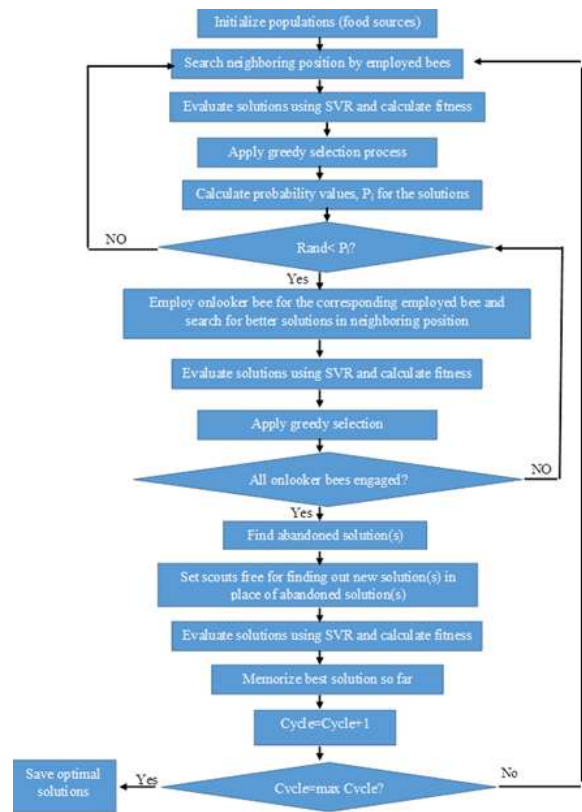 Initialize populations (food sources)
Search neighboring position by employed bees
Evaluate solutions using SVR and calculate fitness
Apply greedy selection process
Calculate probability values, Pi for the solutions
NO
Rand< Pi?
Yes
Employ onlooker bee for the corresponding employed bee and
search for better solutions in neighboring position
Evaluate solutions using SVR and calculate fitness
Apply greedy selection
All onlooker bees engaged?
NO
Yes
Find abandoned solution(s)
Set scouts free for finding out new solution(s) in
place of abandoned solution(s)
Evaluate solutions using SVR and calculate fitness
Memorize best solution so far
Cycle=Cycle+1
Save optimal
solutions
Yes
Cycle=max Cycle?
No